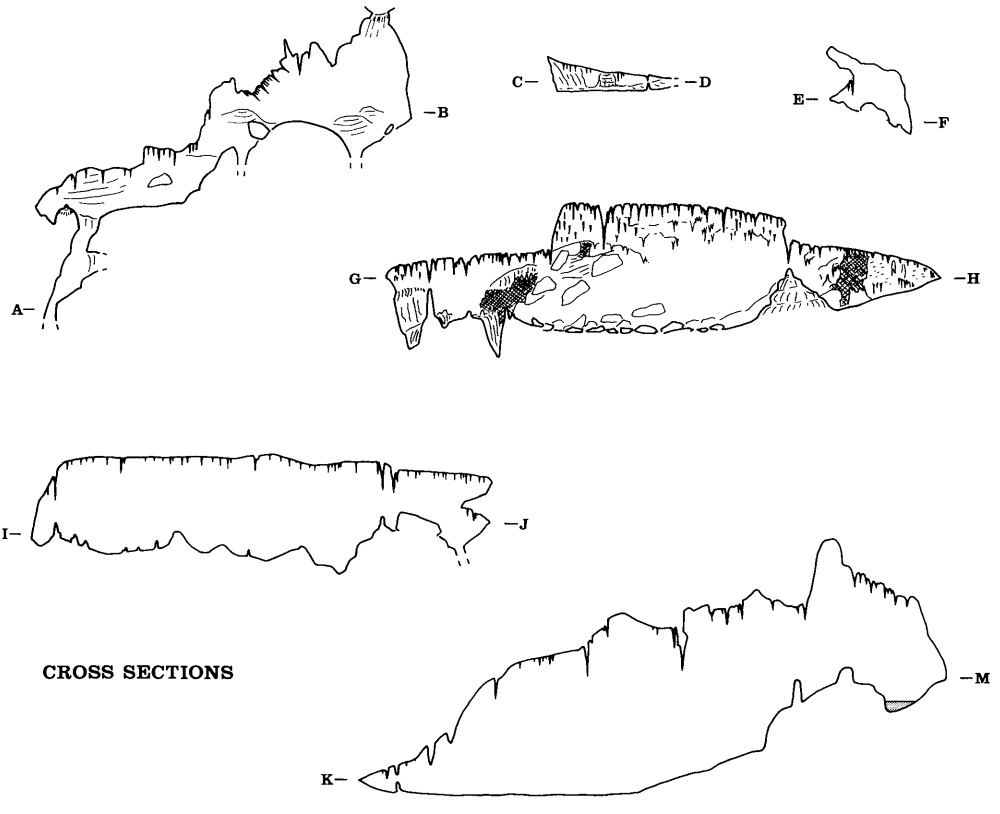 C— —D
E—
—B
—F
G— —H
A—
—J
I—
CROSS SECTIONS
—M
K—